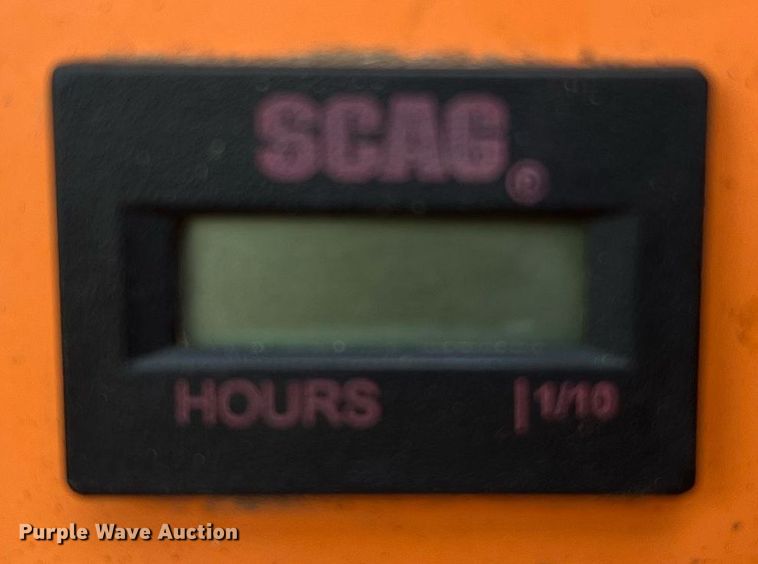 SCAG®
HOURS | 1/10
Purple Wave Auction